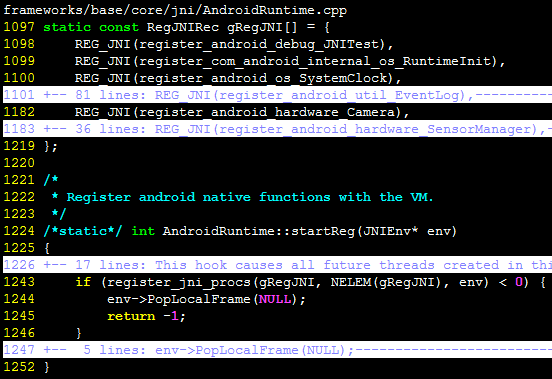 frameworks/base/core/jni/AndroidRuntime.cpp
1097 static const RegJNIRec gRegJNI[] = {
1098     REG_JNI(register_android_debug_JNITest),
1099     REG_JNI(register_com_android_internal_os_RuntimeInit),
1100     REG_JNI(register_android_os_SystemClock),
1101 +-- 81 lines: REG_JNI(register_android_util_EventLog),----------
1182     REG_JNI(register_android_hardware_Camera),
1183 +-- 36 lines: REG_JNI(register_android_hardware_SensorManager),-
1219 };
1220
1221 /*
1222  * Register android native functions with the VM.
1223  */
1224 /*static*/ int AndroidRuntime::startReg(JNIEnv* env)
1225 {
1226 +-- 17 lines: This hook causes all future threads created in thi
1243     if (register_jni_procs(gRegJNI, NELEM(gRegJNI), env) < 0) {
1244         env->PopLocalFrame(NULL);
1245         return -1;
1246     }
1247 +--  5 lines: env->PopLocalFrame(NULL);-------------------------
1252 }